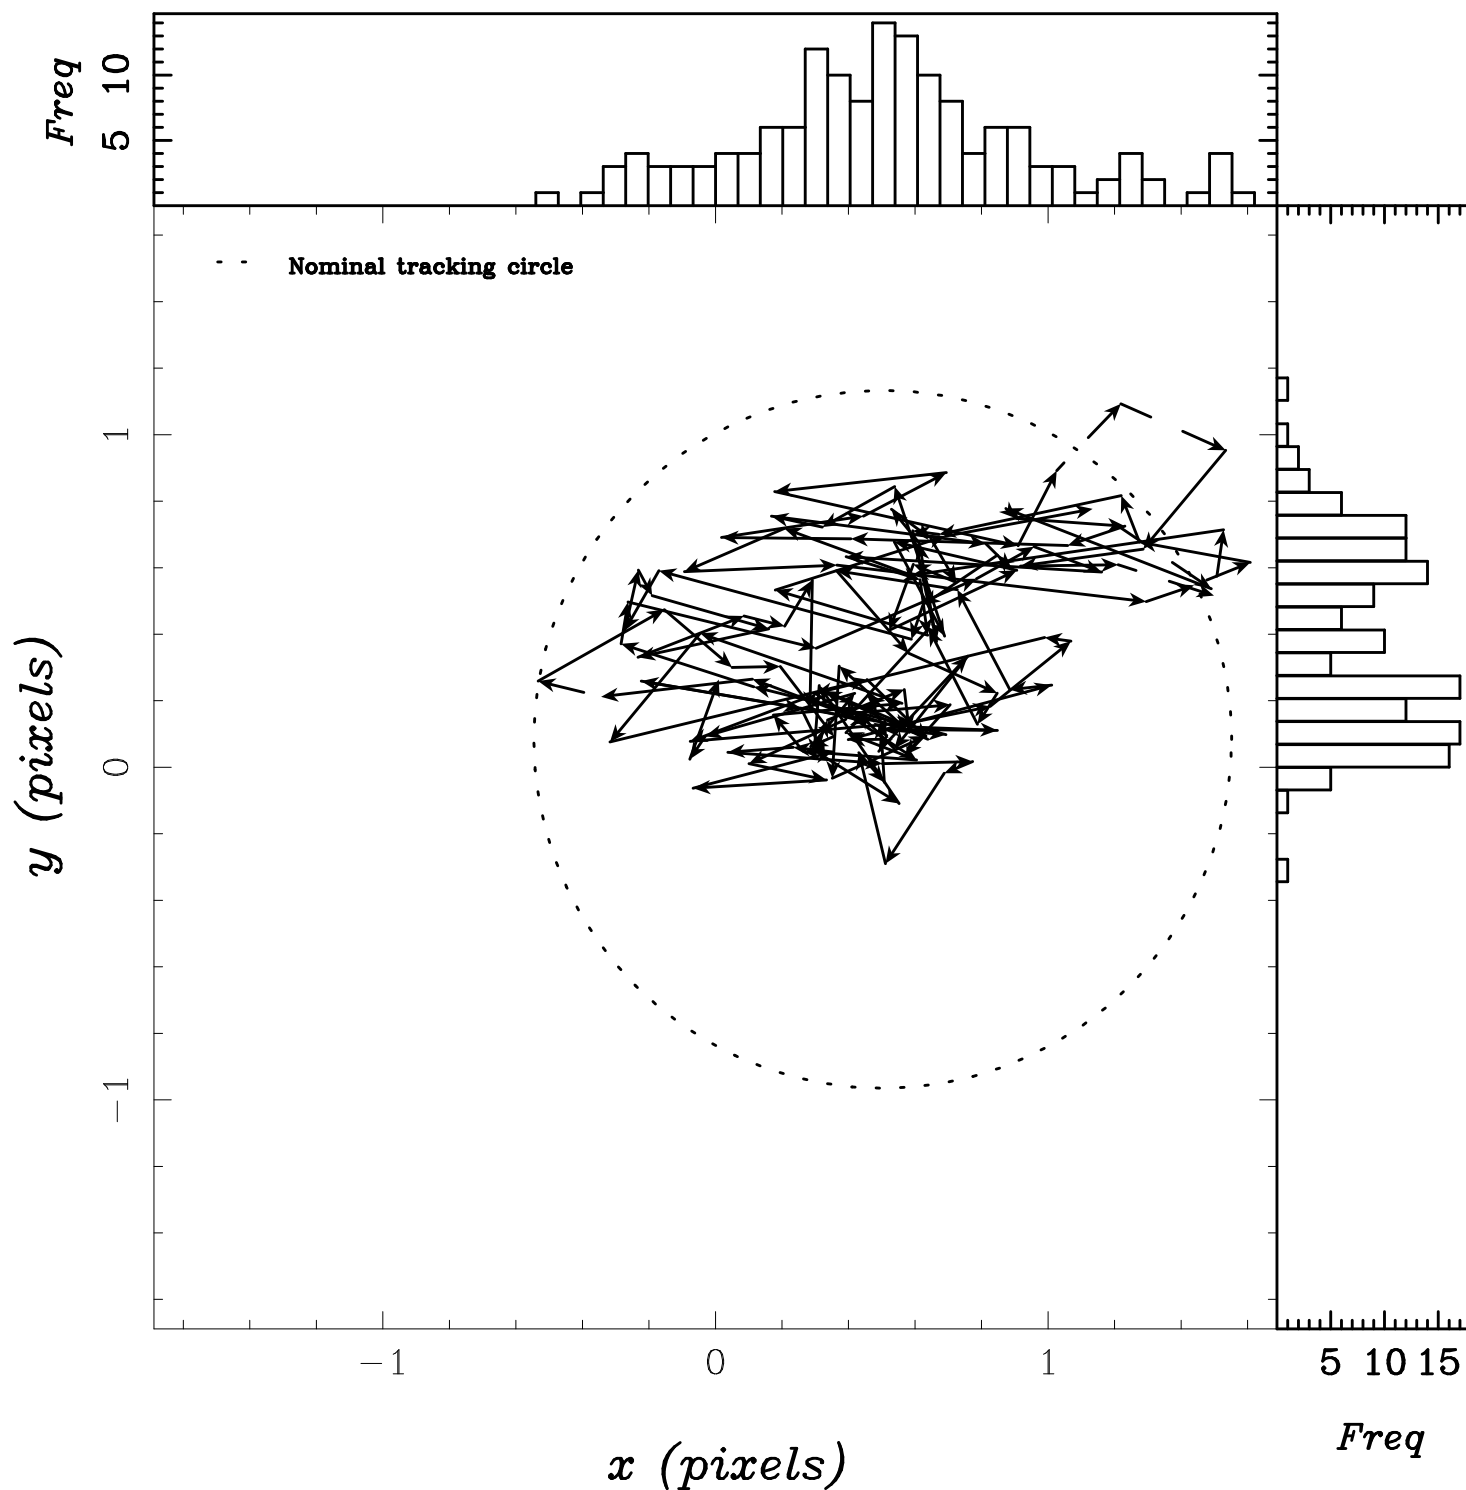 Freq
10
5
Nominal tracking circle
y (pixels)
1
0
−1
−1 0 1
5 10 15
x (pixels)
Freq